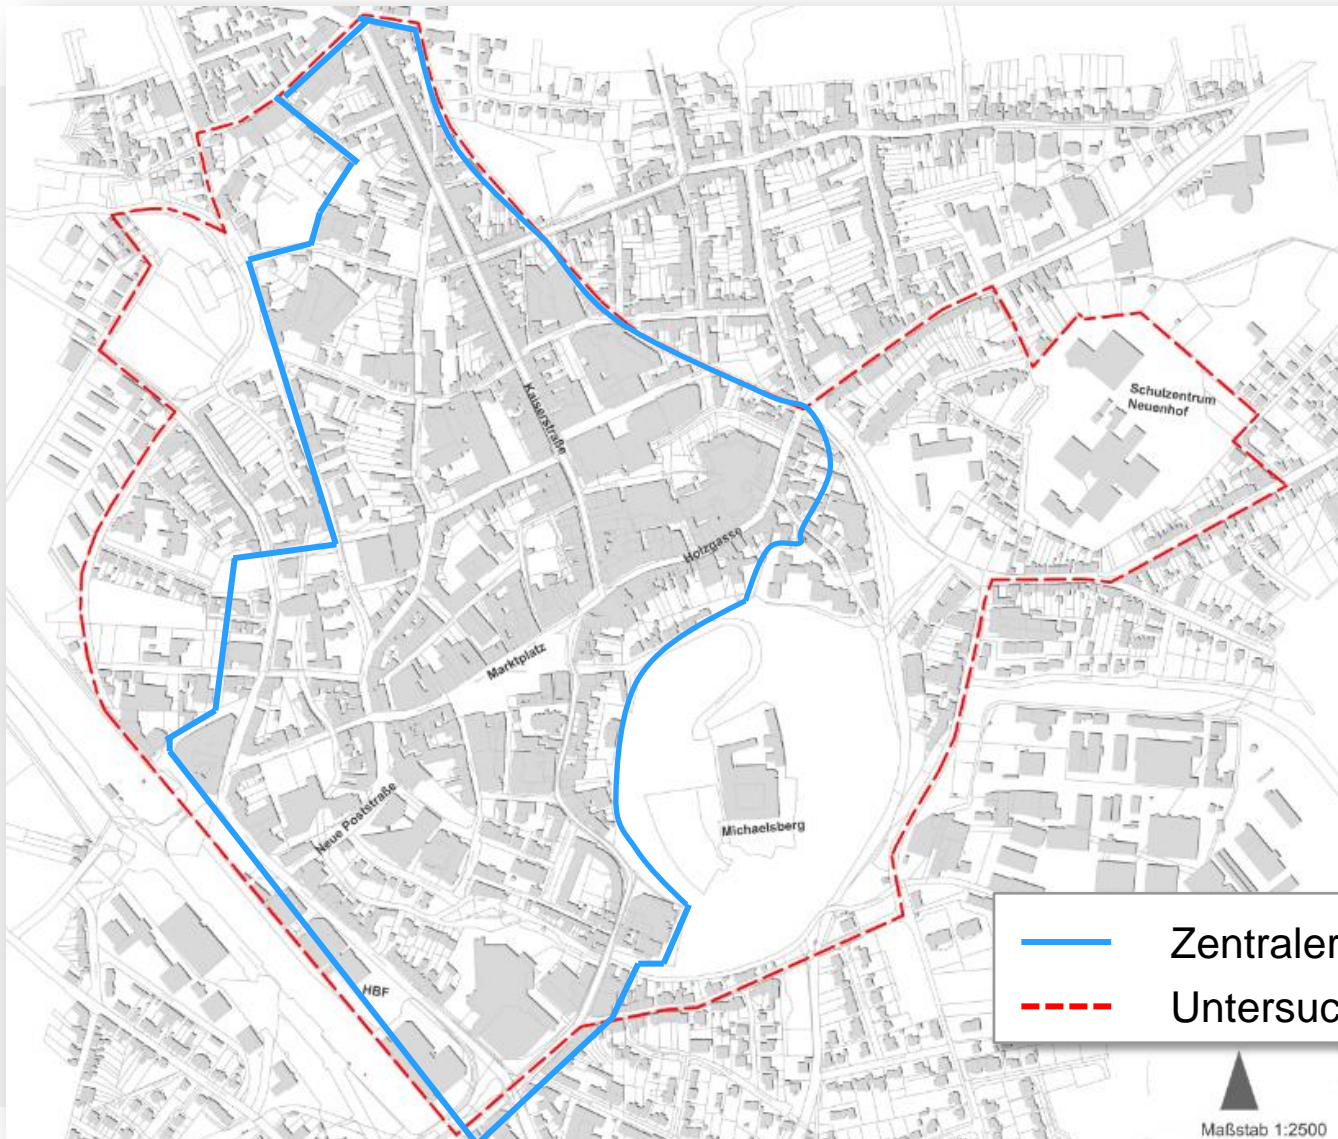 Kaiserstraße
Schulzentrum
Neuenhof
Holzgasse
Marktplatz
Neue Poststraße
Michaelsberg
HBF
Zentraler
Untersuc
Maßstab 1:2500